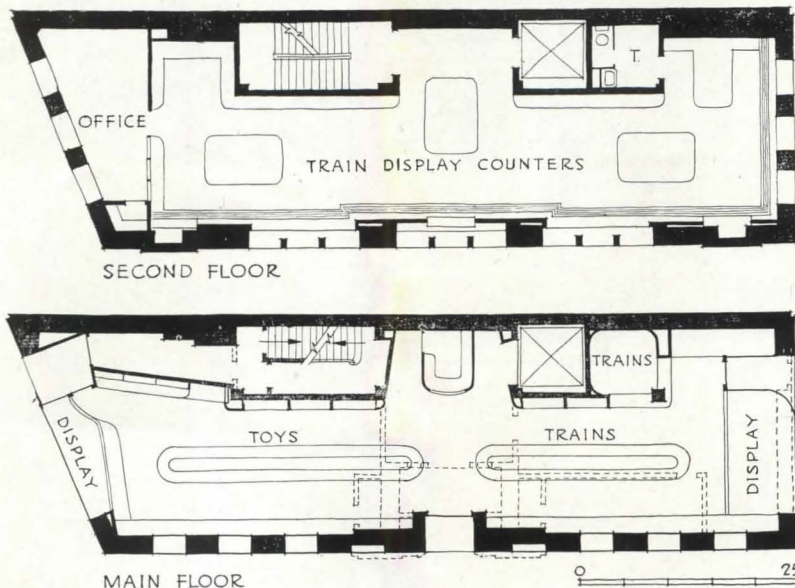 OFFICE
T.
TRAIN DISPLAY COUNTERS
SECOND FLOOR
TRAINS
DISPLAY
TOYS
TRAINS
DISPLAY
MAIN FLOOR
0 25